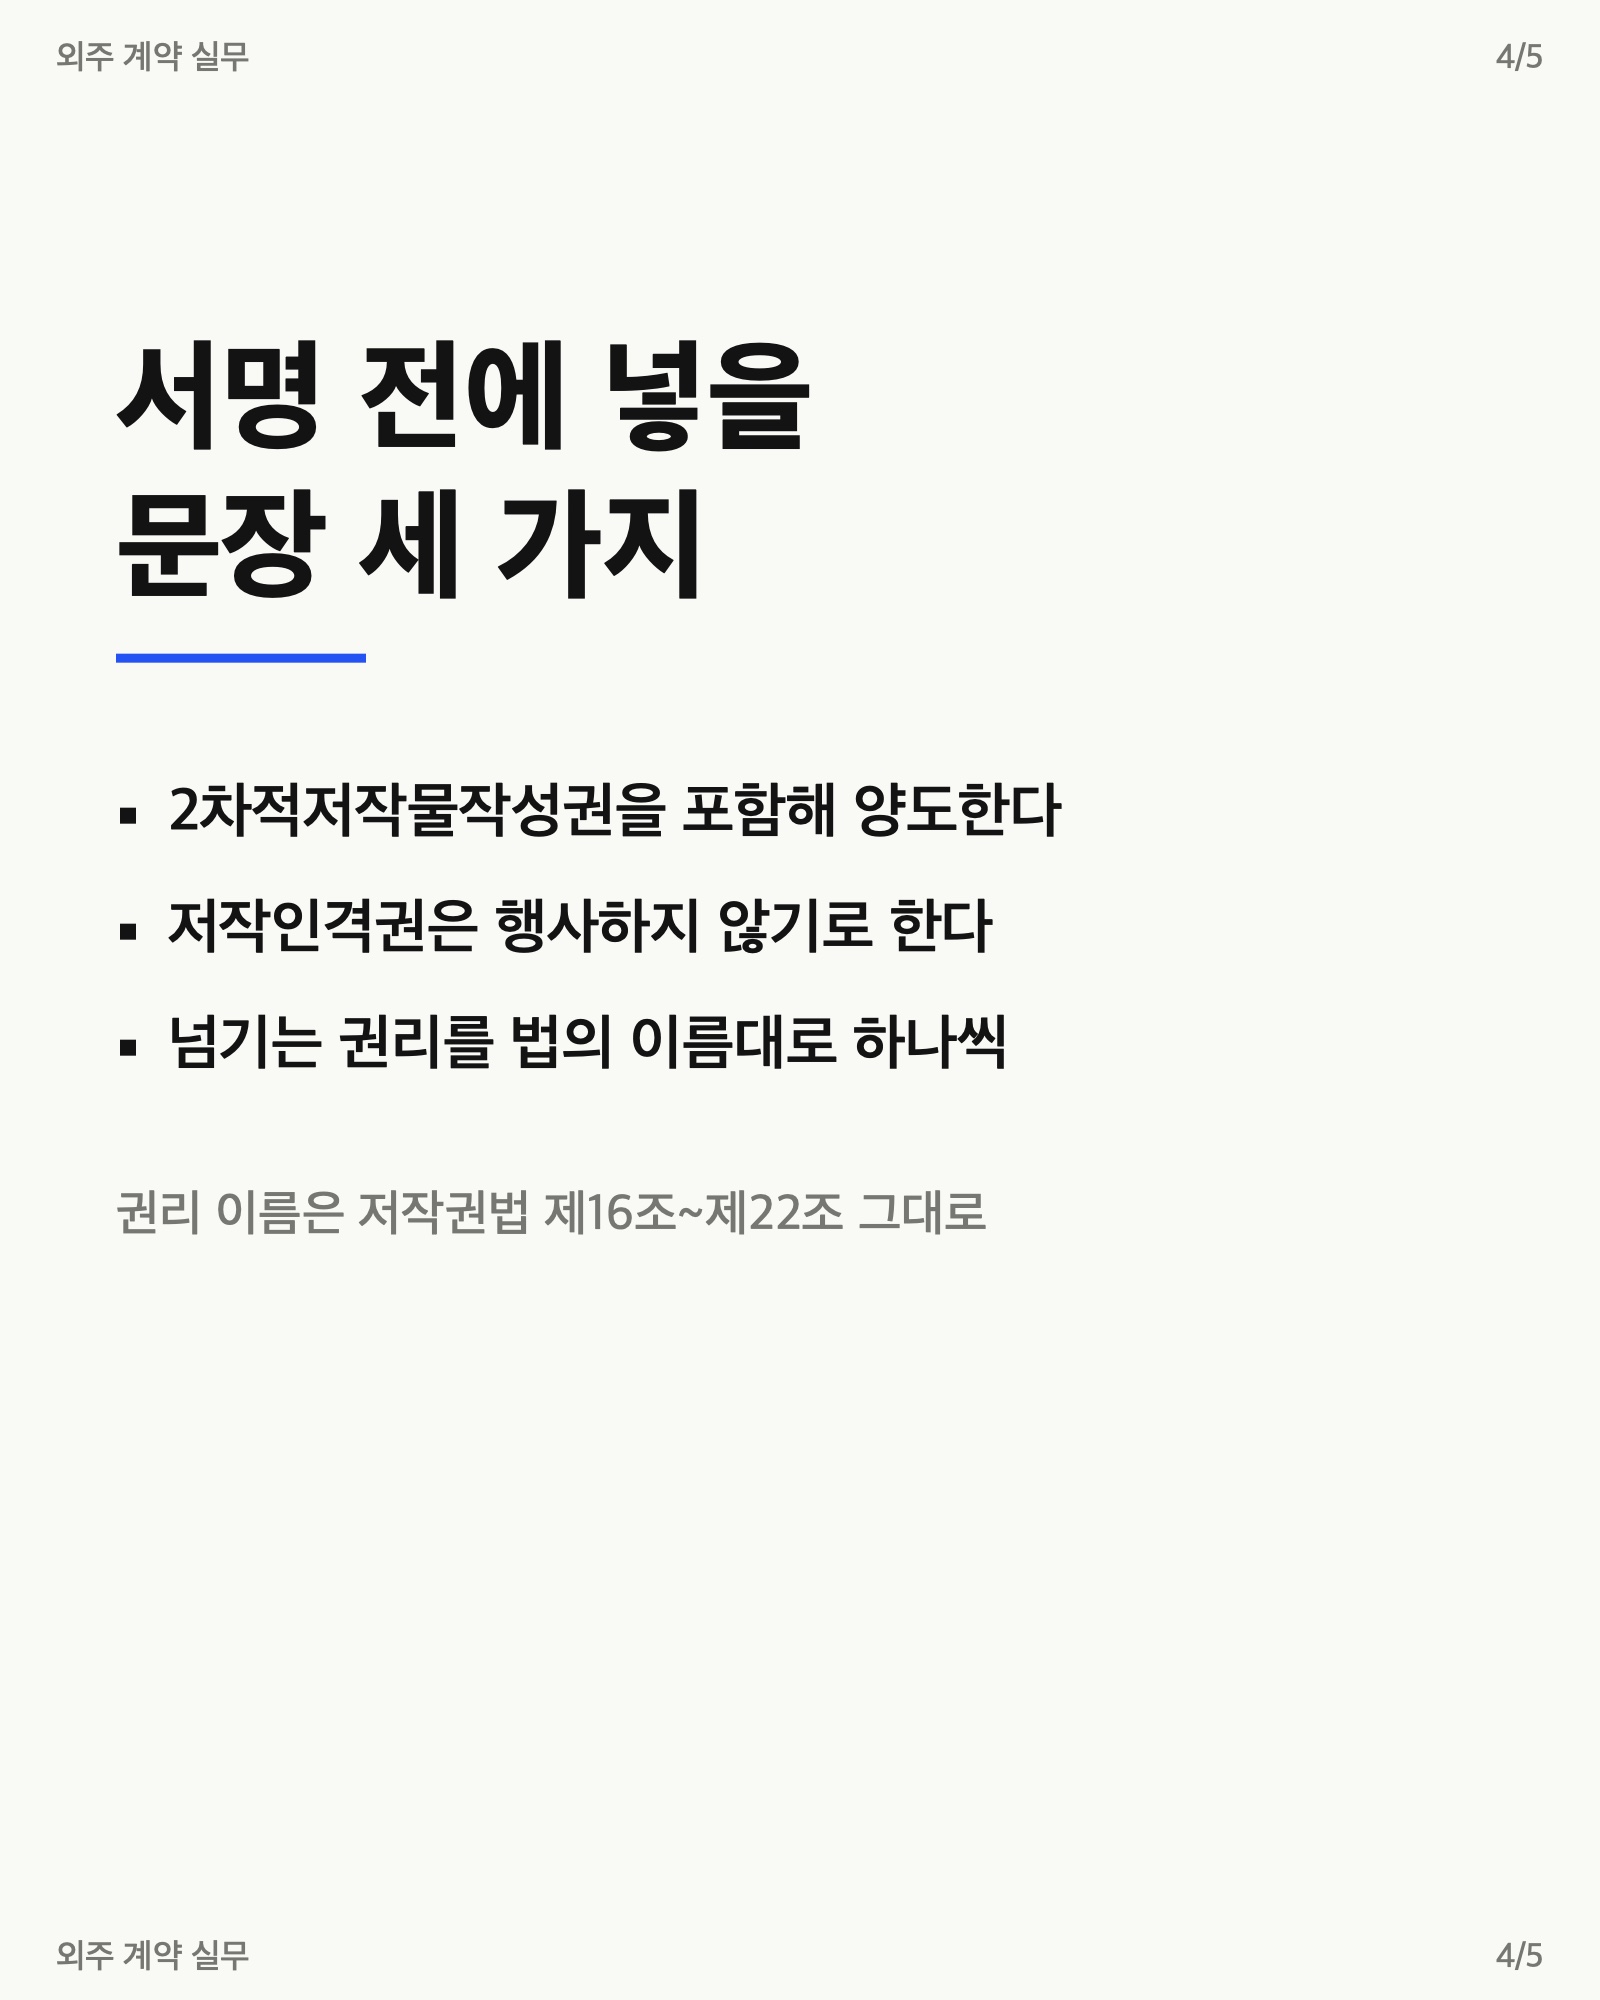 외주 계약 실무
4/5
서명 전에 넣을
문장 세 가지
▪ 2차적저작물작성권을 포함해 양도한다
▪ 저작인격권은 행사하지 않기로 한다
▪ 넘기는 권리를 법의 이름대로 하나씩
권리 이름은 저작권법 제16조~제22조 그대로
외주 계약 실무
4/5